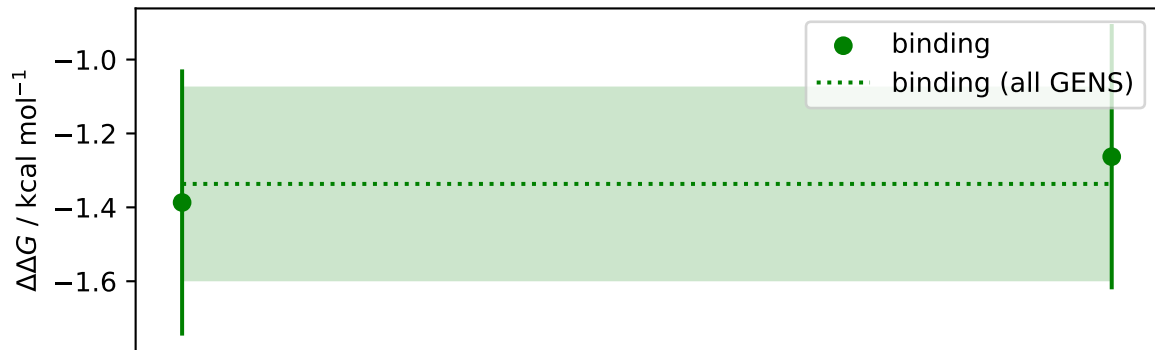 binding
binding (all GENS)
−1.0
−1.2
−1.4
−1.6
ΔΔG / kcal mol⁻¹